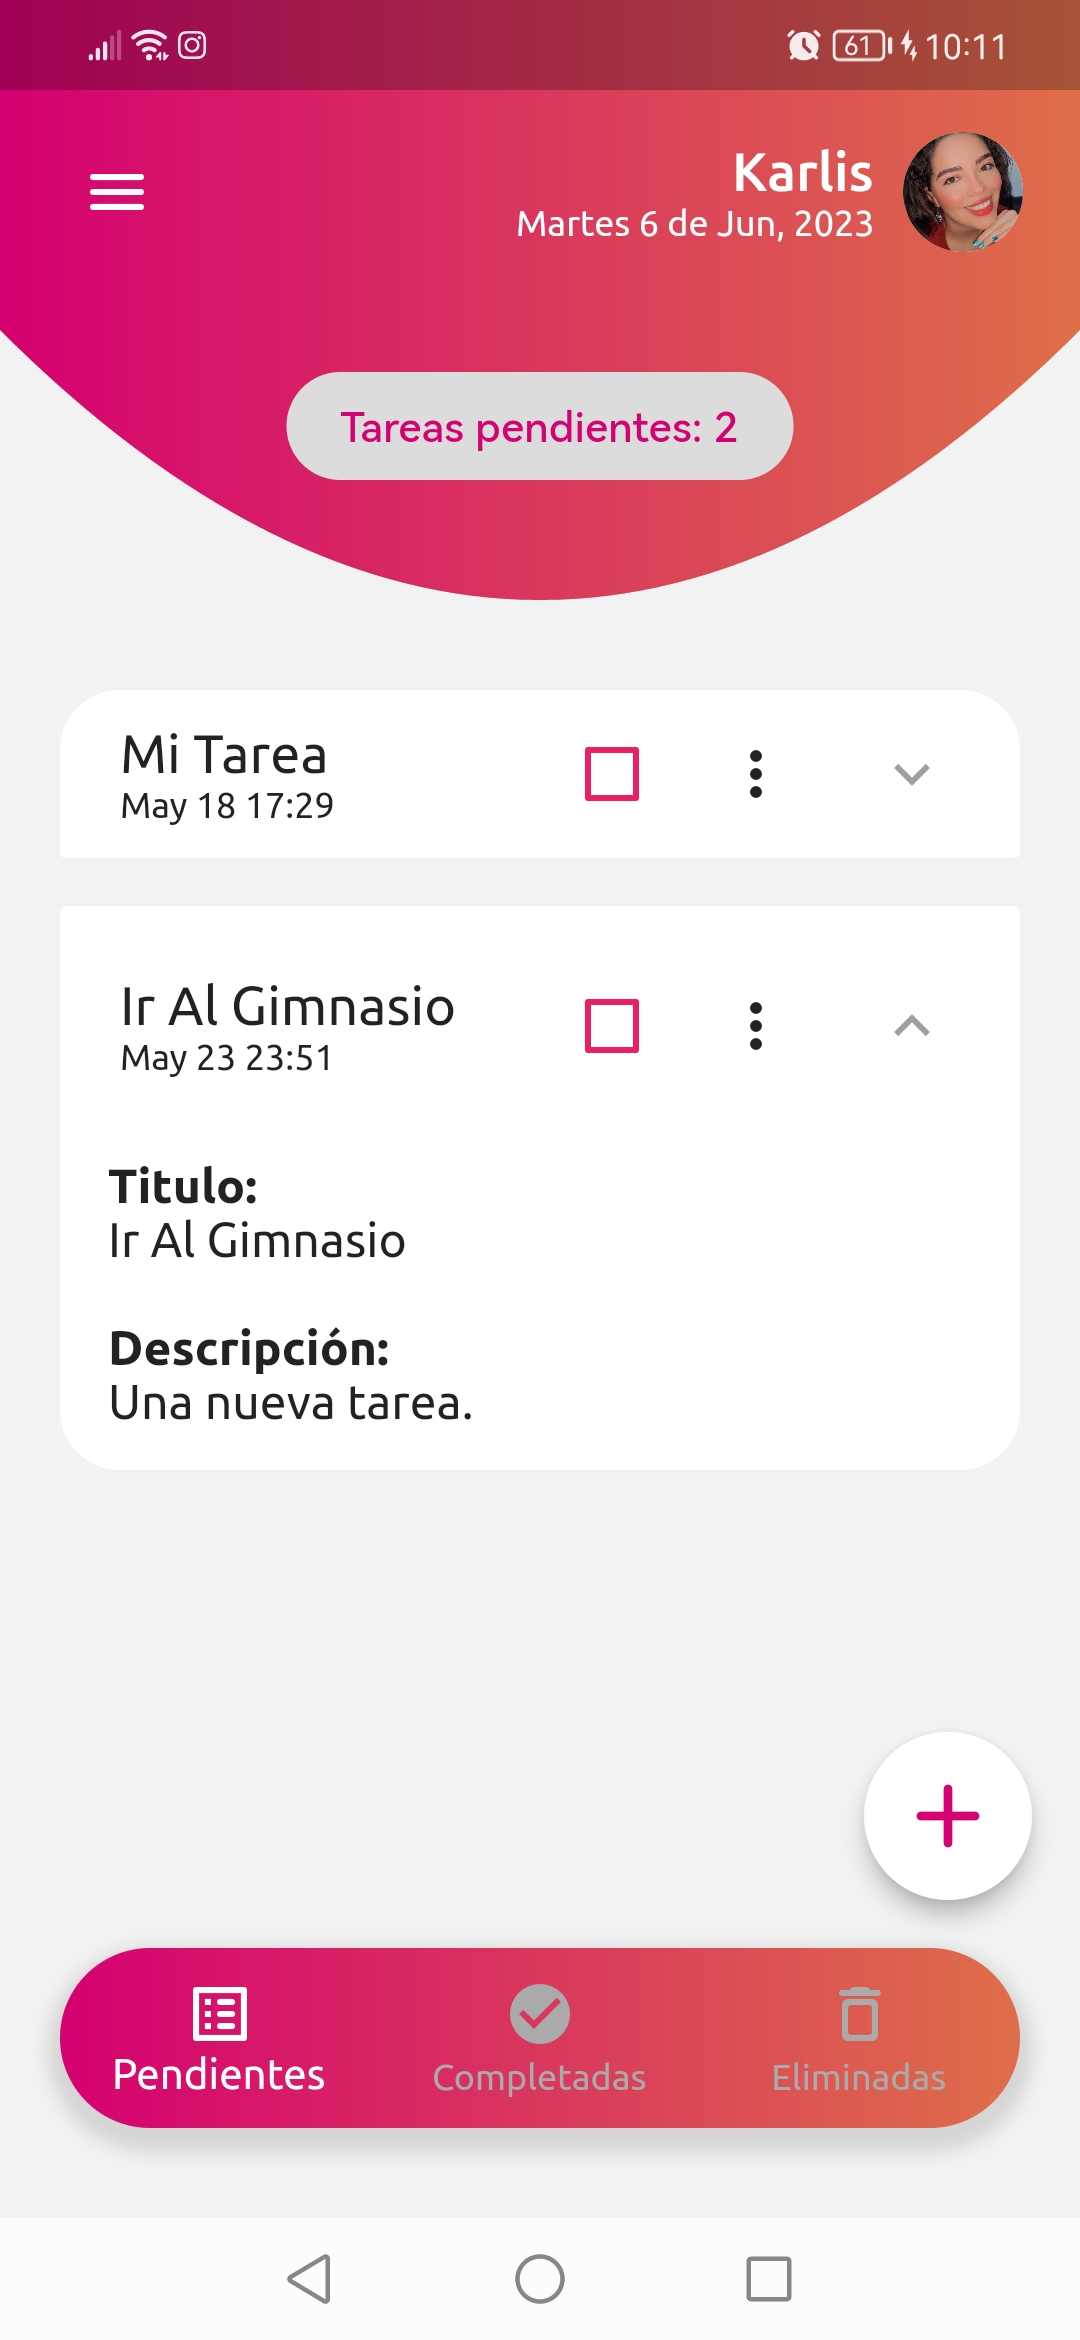 61 10:11
Karlis
Martes 6 de Jun, 2023
Tareas pendientes: 2
Mi Tarea
May 18 17:29
Ir Al Gimnasio
May 23 23:51
Titulo:
Ir Al Gimnasio
Descripción:
Una nueva tarea.
Pendientes Completadas Eliminadas